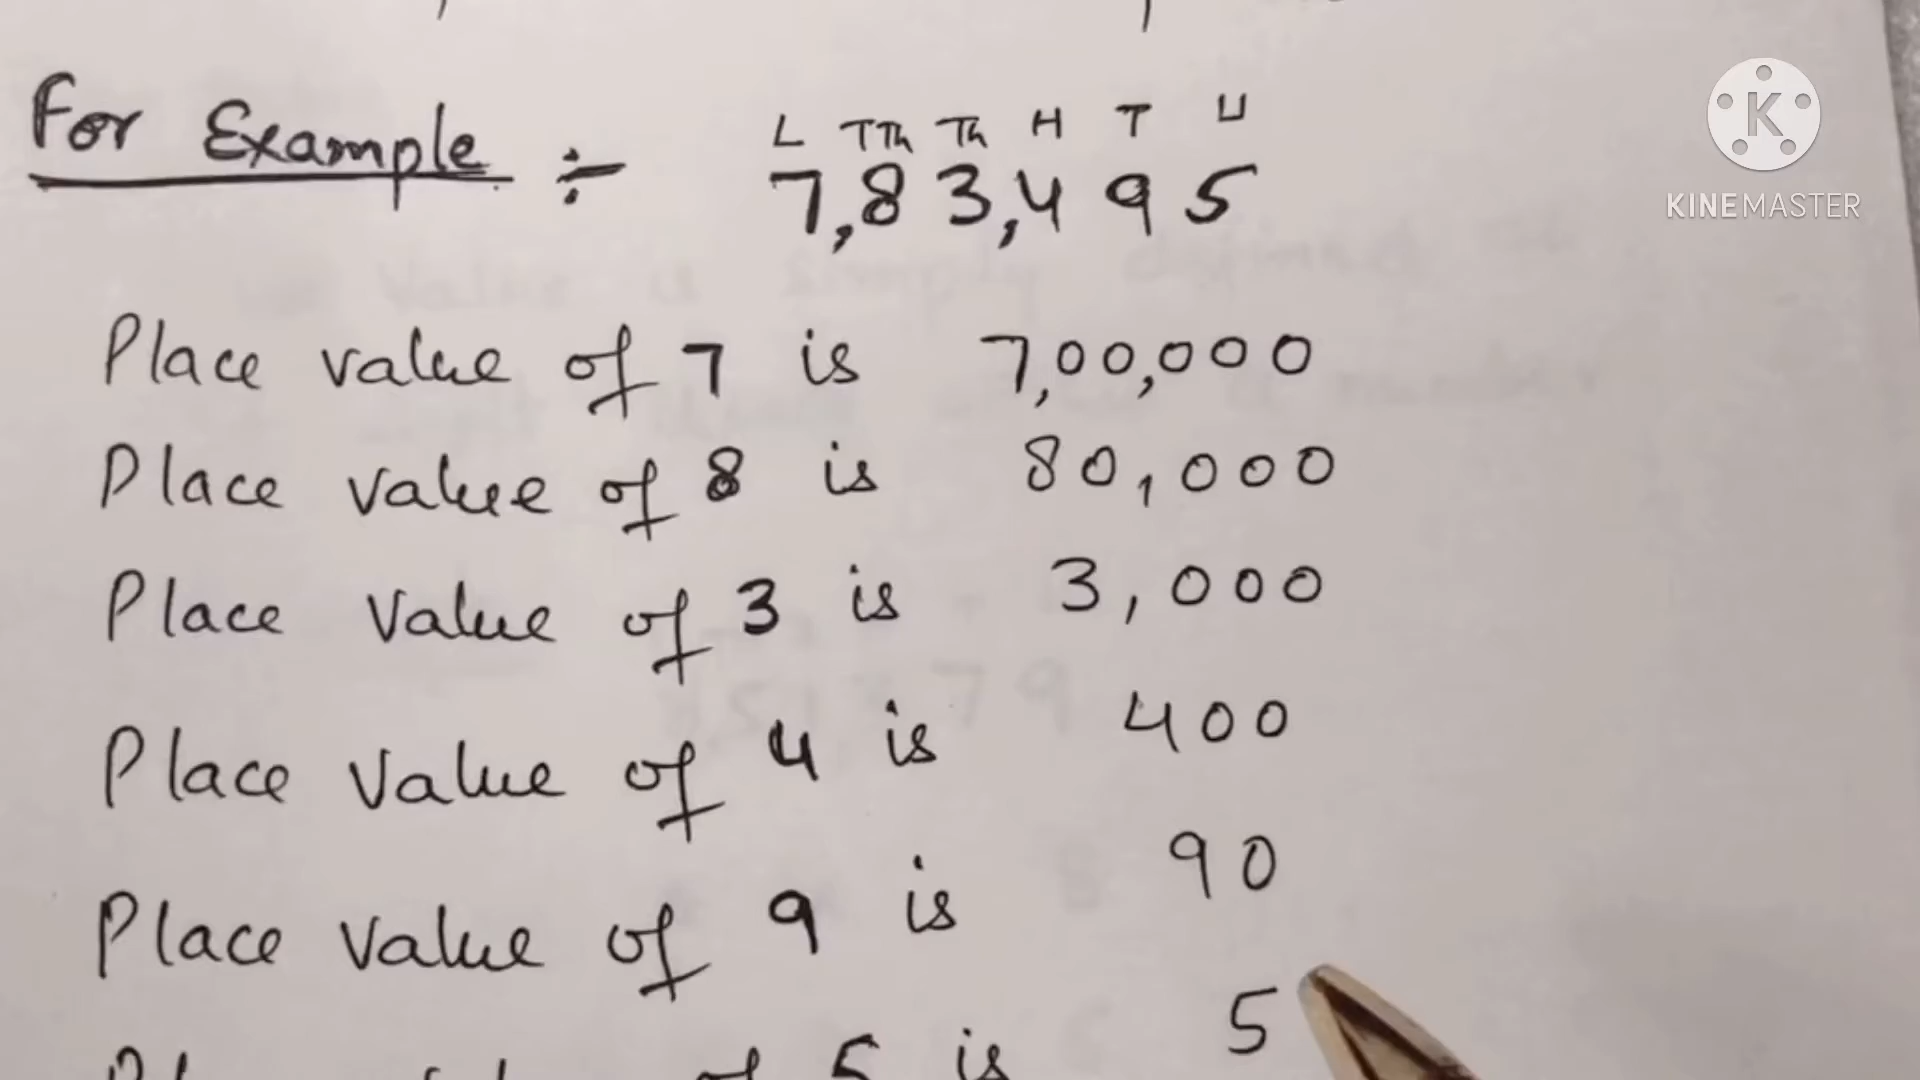 L TTh Th H T U
For Example :- 7,83,495
Place value of 7 is 7,00,000
Place value of 8 is 80,000
Place value of 3 is 3,000
Place value of 4 is 400
Place value of 9 is 90
5 is 5
K
KINEMASTER